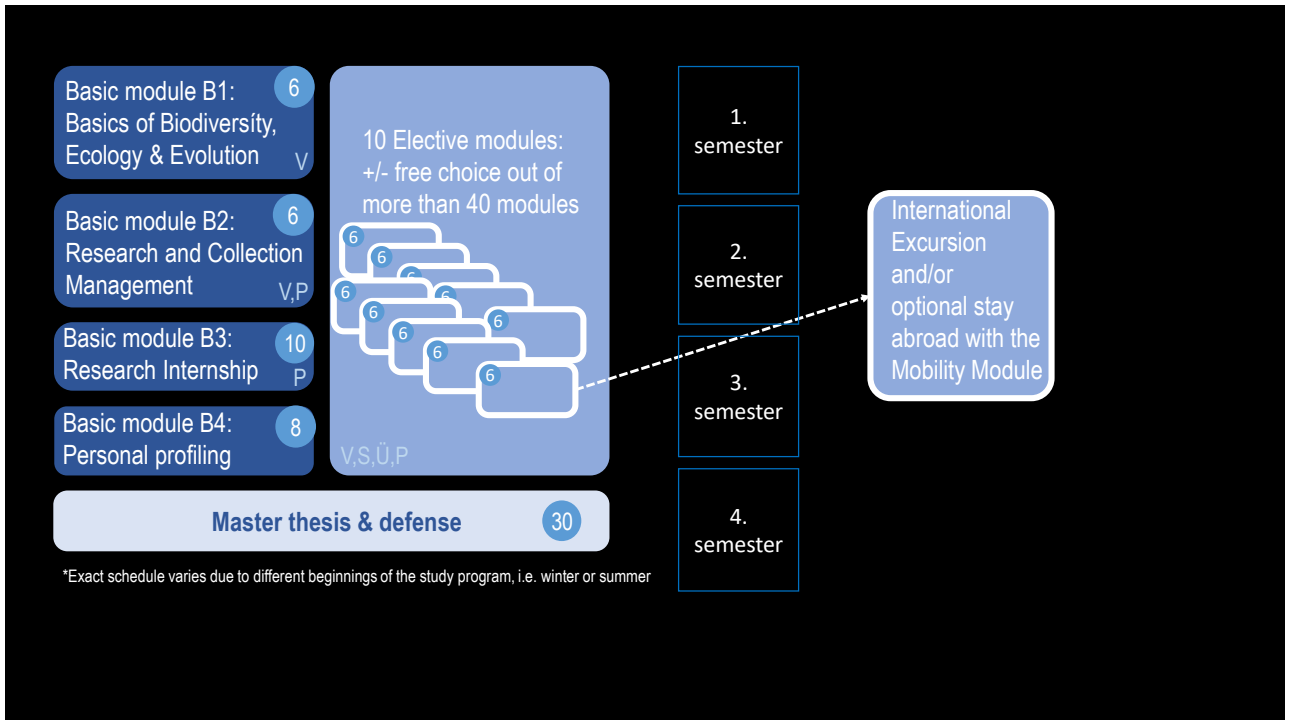 Basic module B1:
6
Basics of Biodiversíty,
Ecology & Evolution
V
Basic module B2:
6
Research and Collection
Management
V,P
Basic module B3:
10
Research Internship
P
Basic module B4:
8
Personal profiling
10 Elective modules:
+/- free choice out of
more than 40 modules
6
6
6
6
6
6
6
6
6
6
V,S,Ü,P
Master thesis & defense
30
*Exact schedule varies due to different beginnings of the study program, i.e. winter or summer
1.
semester
2.
semester
3.
semester
4.
semester
International
Excursion
and/or
optional stay
abroad with the
Mobility Module